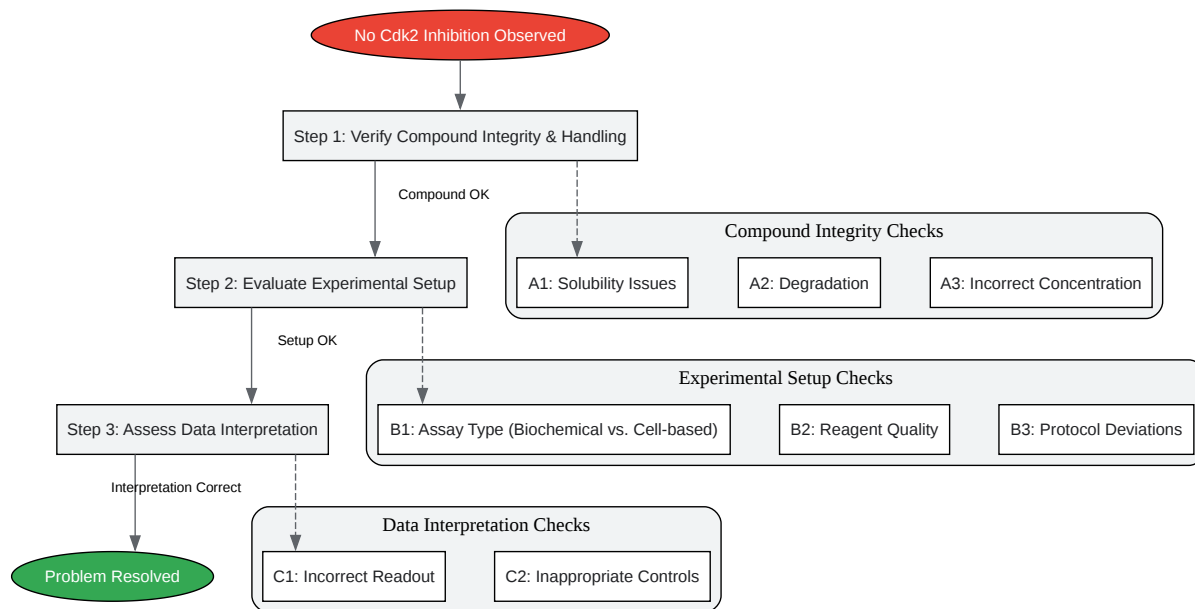 No Cdk2 Inhibition Observed
Step 1: Verify Compound Integrity & Handling
Compound OK
Compound Integrity Checks
A1: Solubility Issues
A2: Degradation
A3: Incorrect Concentration
Step 2: Evaluate Experimental Setup
Setup OK
Experimental Setup Checks
B1: Assay Type (Biochemical vs. Cell-based)
B2: Reagent Quality
B3: Protocol Deviations
Step 3: Assess Data Interpretation
Interpretation Correct
Data Interpretation Checks
C1: Incorrect Readout
C2: Inappropriate Controls
Problem Resolved